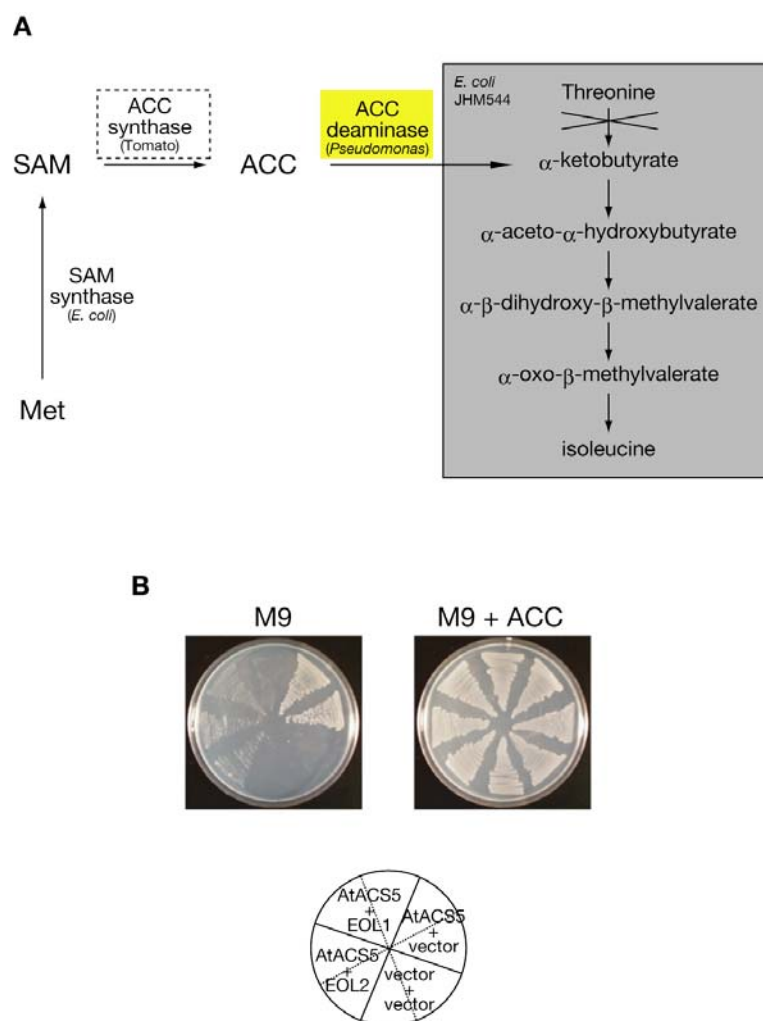 A
E. coli
JHM544
Threonine
ACC
synthase
(Tomato)
ACC
deaminase
(Pseudomonas)
SAM
ACC
α-ketobutyrate
α-aceto-α-hydroxybutyrate
SAM
synthase
(E. coli)
α-β-dihydroxy-β-methylvalerate
α-oxo-β-methylvalerate
Met
isoleucine
B
M9
M9 + ACC
AtACS5
+
EOL1
AtACS5
+
vector
AtACS5
+
EOL2
vector
+
vector